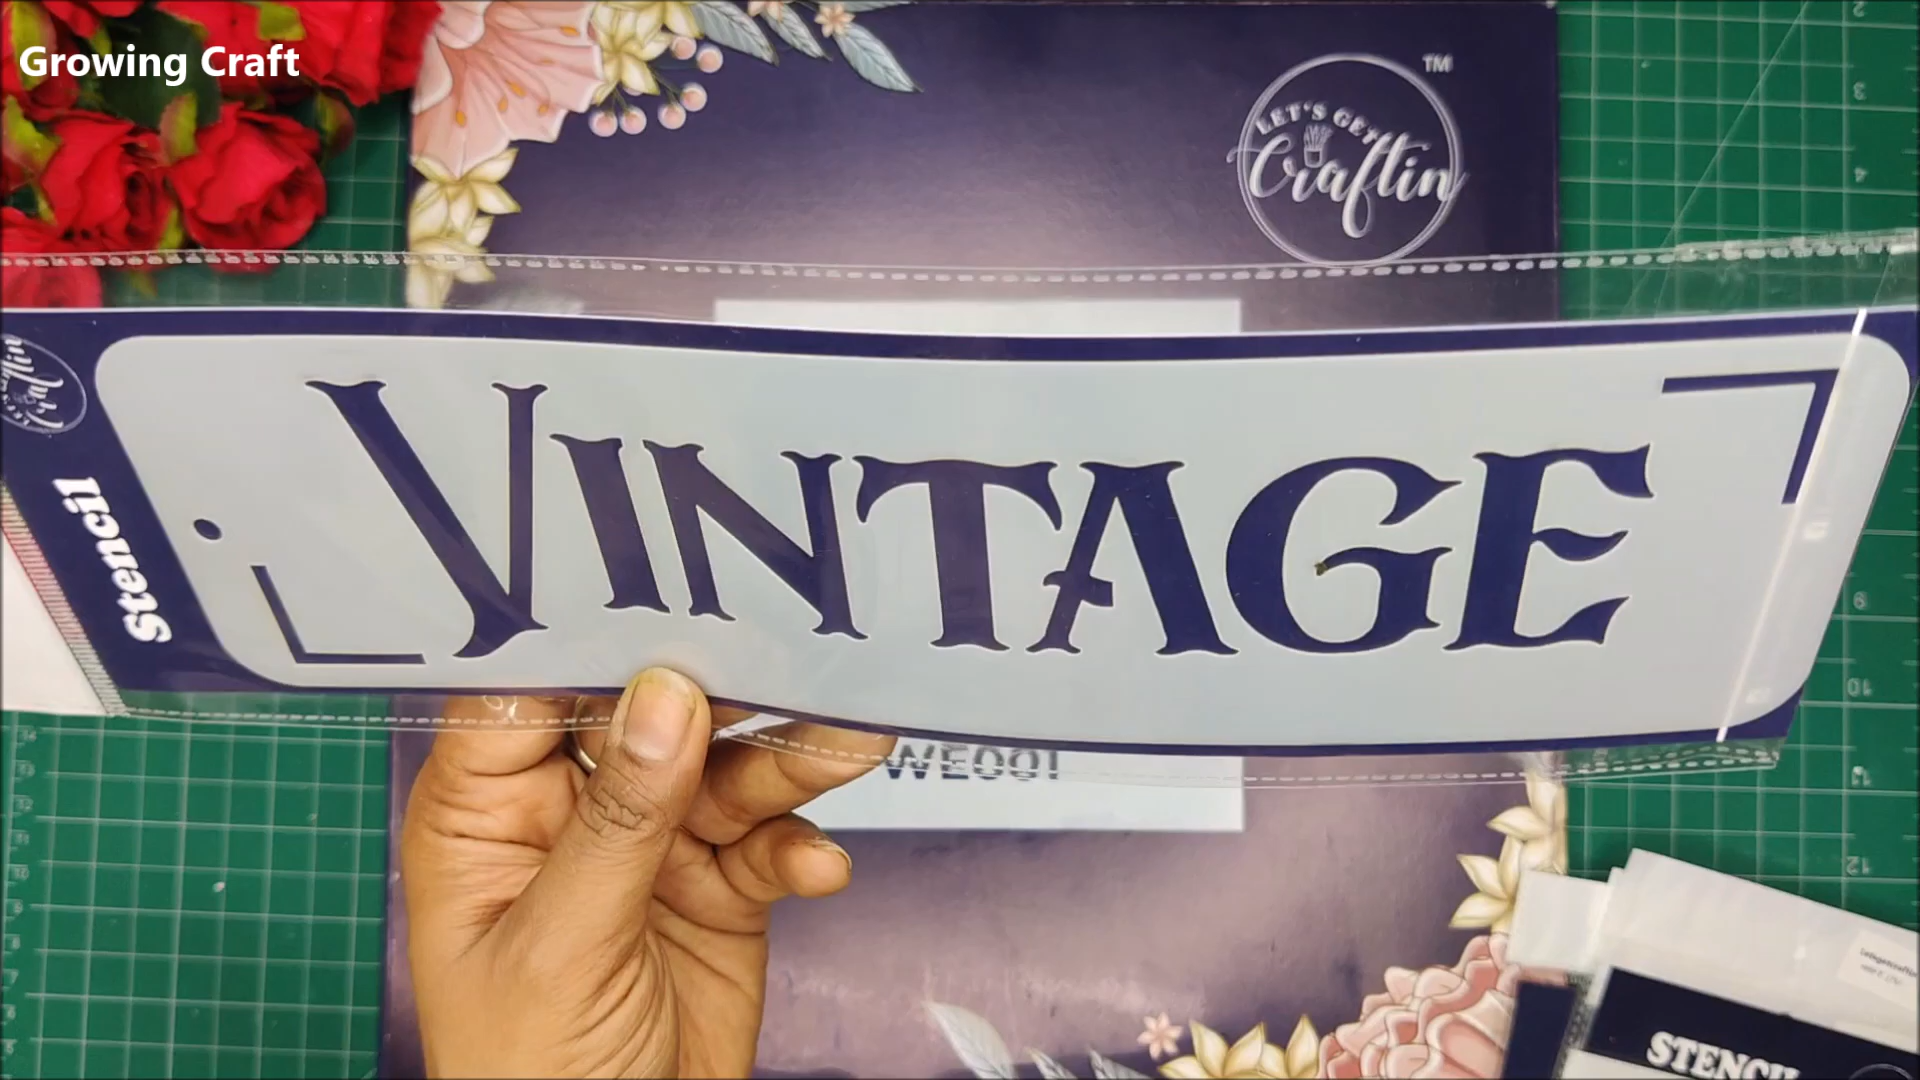 Growing Craft
TM
LET'S GET
Craftin
Stencil
VINTAGE
STENCIL